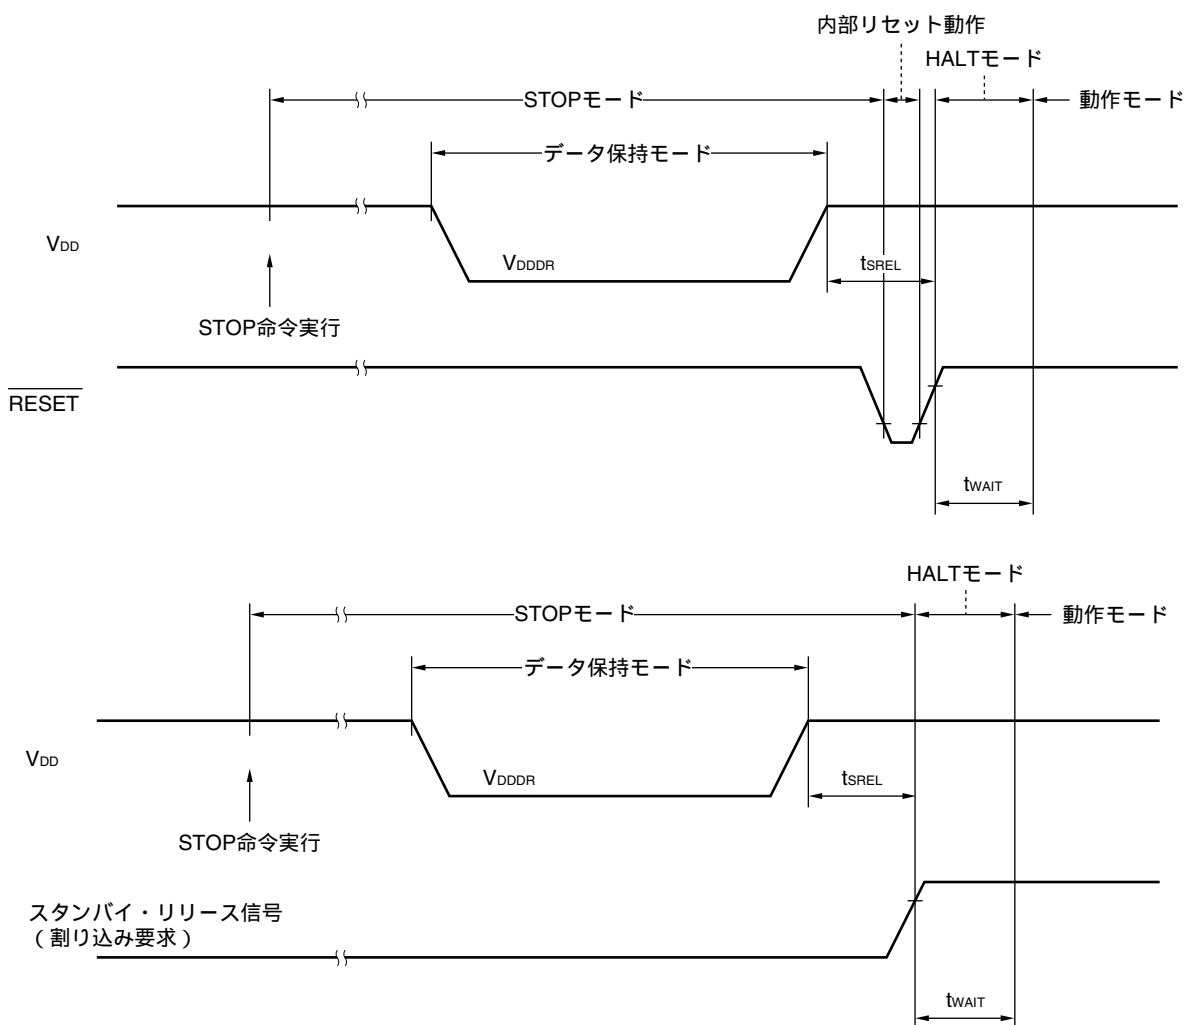 内部リセット動作
HALTモード
STOPモード
動作モード
データ保持モード
VDD
VDDDR
tSREL
STOP命令実行
RESET
tWAIT
HALTモード
STOPモード
動作モード
データ保持モード
VDD
VDDDR
tSREL
STOP命令実行
スタンバイ・リリース信号
（割り込み要求）
tWAIT